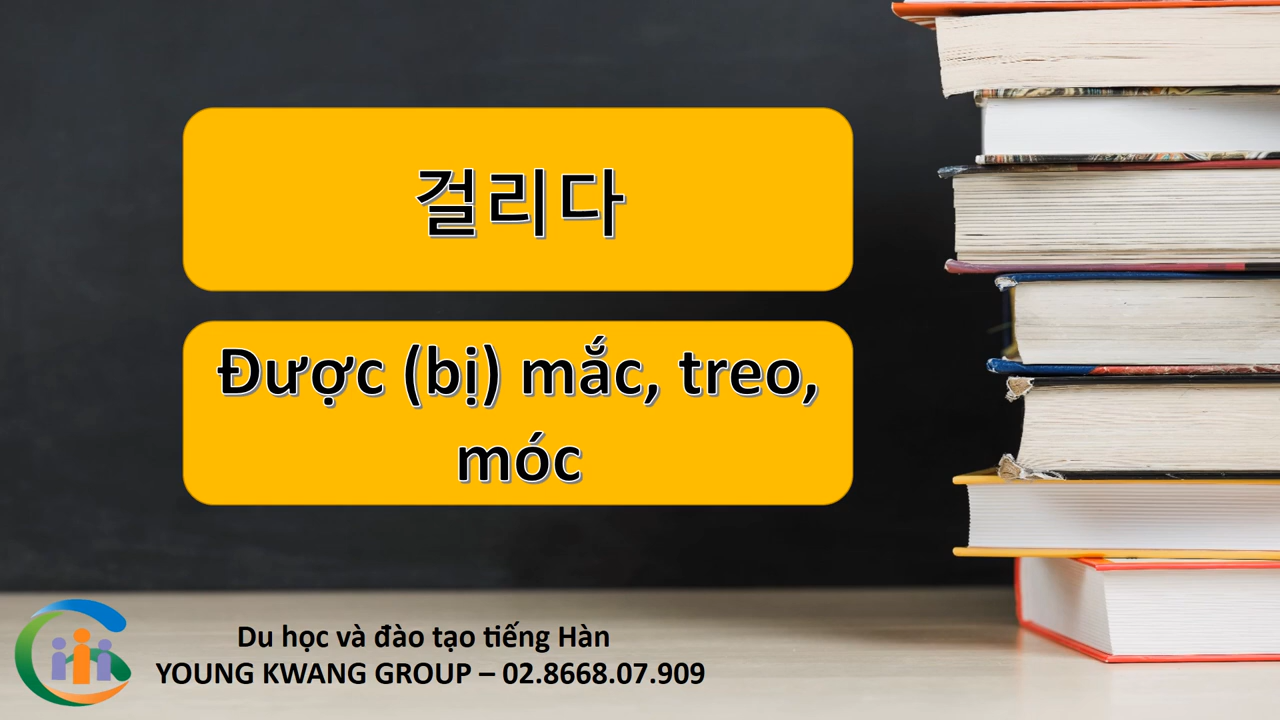 걸리다
Được (bị) mắc, treo,
móc
Du học và đào tạo tiếng Hàn
YOUNG KWANG GROUP – 02.8668.07.909